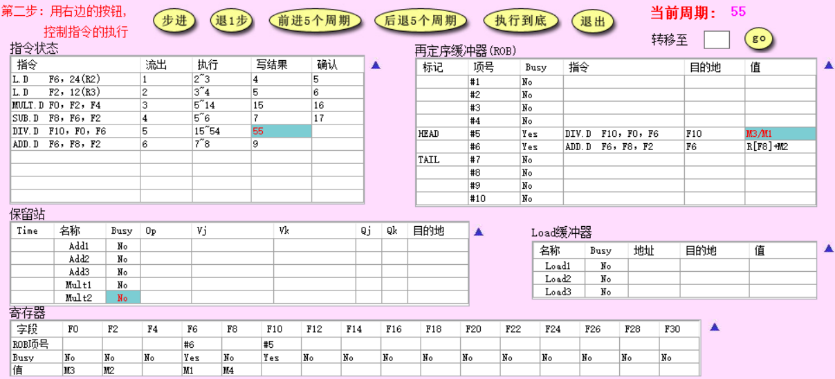 第二步：用右边的按钮，
控制指令的执行
步进 退1步 前进5个周期 后退5个周期 执行到底 退出
当前周期: 55
转移至 go
指令状态
指令 流出 执行 写结果 确认
L.D F6, 24(R2) 1 2~3 4 5
L.D F2, 12(R3) 2 3~4 5 6
MULT.D F0, F2, F4 3 5~14 15 16
SUB.D F8, F6, F2 4 5~6 7 17
DIV.D F10, F0, F6 5 15~54 55
ADD.D F6, F8, F2 6 7~8 9
再定序缓冲器(ROB)
标记 项号 Busy 指令 目的地 值
#1 No
#2 No
#3 No
#4 No
HEAD #5 Yes DIV.D F10, F0, F6 F10 M3/M1
#6 Yes ADD.D F6, F8, F2 F6 R[F8]+M2
TAIL #7 No
#8 No
#9 No
#10 No
保留站
Time 名称 Busy Op Vj Vk Qj Qk 目的地
Add1 No
Add2 No
Add3 No
Mult1 No
Mult2 No
Load缓冲器
名称 Busy 地址 目的地 值
Load1 No
Load2 No
Load3 No
寄存器
字段 F0 F2 F4 F6 F8 F10 F12 F14 F16 F18 F20 F22 F24 F26 F28 F30
ROB项号 #6 #5
Busy No No No Yes No Yes No No No No No No No No No No
值 M3 M2 M1 M4